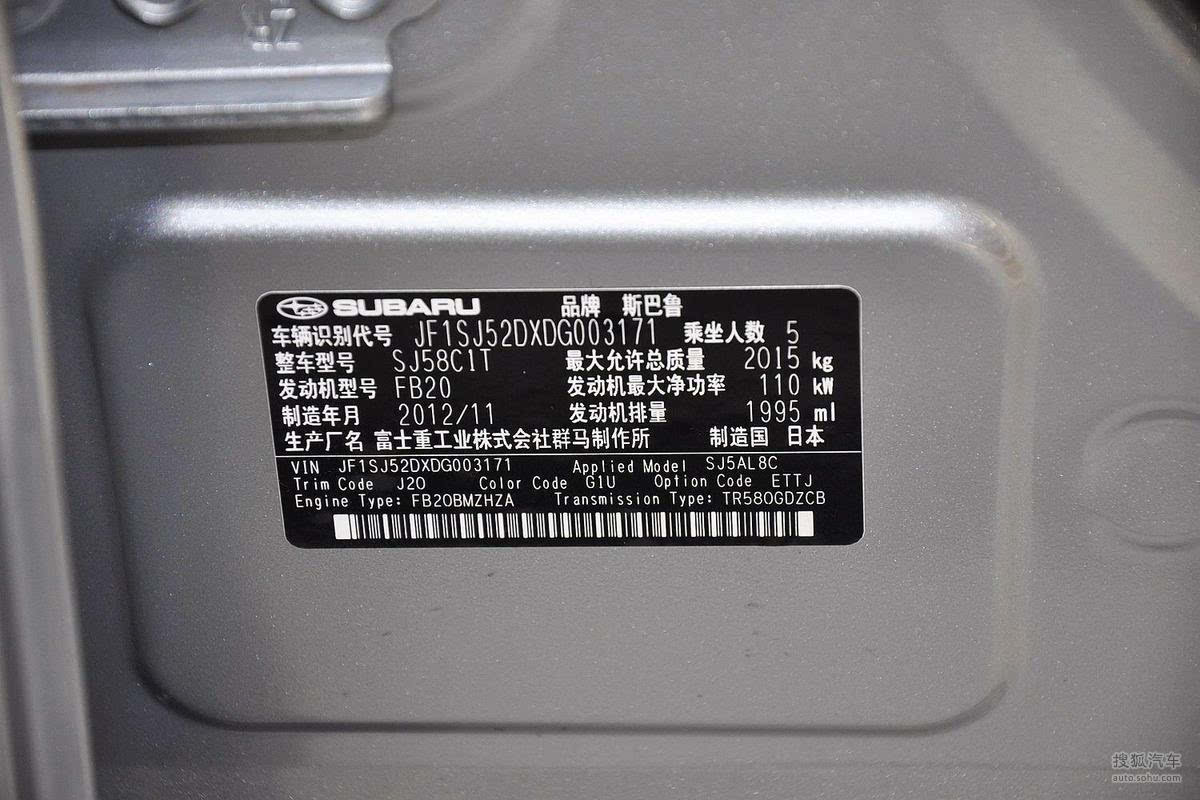 SUBARU 品牌 斯巴鲁
车辆识别代号 JF1SJ52DXDG003171 乘坐人数 5
整车型号 SJ58C1T 最大允许总质量 2015 kg
发动机型号 FB20 发动机最大净功率 110 kW
制造年月 2012/11 发动机排量 1995 ml
生产厂名 富士重工业株式会社群马制作所 制造国 日本
VIN JF1SJ52DXDG003171 Applied Model SJ5AL8C
Trim Code J20 Color Code G1U Option Code ETTJ
Engine Type: FB20BMZHZA Transmission Type: TR580GDZCB
搜狐汽车
auto.sohu.com